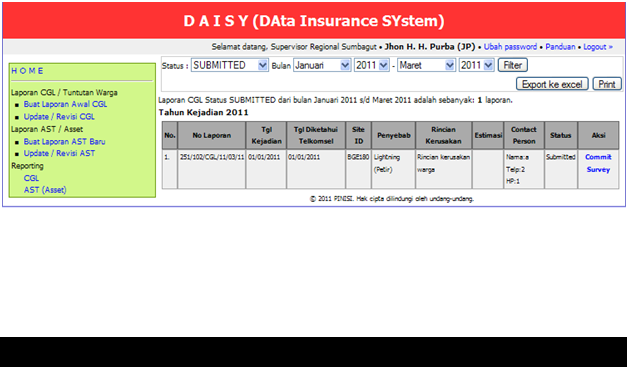 D A I S Y (DAta Insurance SYstem)
Selamat datang, Supervisor Regional Sumbagut • Jhon H. H. Purba (JP) • Ubah password • Panduan • Logout »
H O M E
Laporan CGL / Tuntutan Warga
Buat Laporan Awal CGL
Update / Revisi CGL
Laporan AST / Asset
Buat Laporan AST Baru
Update / Revisi AST
Reporting
CGL
AST (Asset)
Status : SUBMITTED Bulan Januari 2011 - Maret 2011 Filter
Export ke excel Print
Laporan CGL Status SUBMITTED dari bulan Januari 2011 s/d Maret 2011 adalah sebanyak: 1 laporan.
Tahun Kejadian 2011
No. No Laporan Tgl Kejadian Tgl Diketahui Telkomsel Site ID Penyebab Rincian Kerusakan Estimasi Contact Person Status Aksi
1. 251/102/CGL/11/03/11 01/01/2011 01/01/2011 BGE180 Lightning (Petir) Rincian kerusakan warga Nama:a Telp:2 HP:1 Submitted Commit Survey
© 2011 PINISI. Hak cipta dilindungi oleh undang-undang.